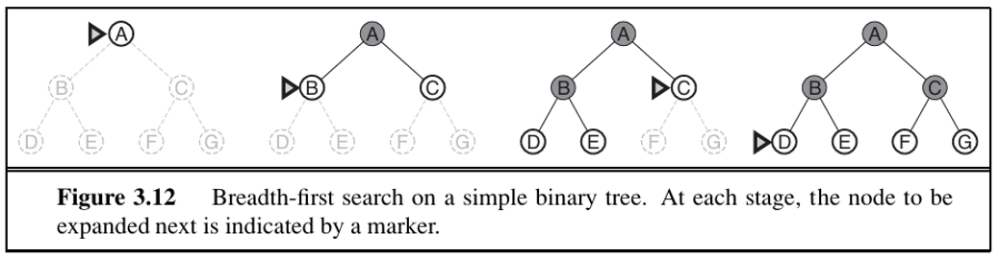 A A A A
B C B C B C B C
D E F G D E F G D E F G D E F G
Figure 3.12 Breadth-first search on a simple binary tree. At each stage, the node to be
expanded next is indicated by a marker.